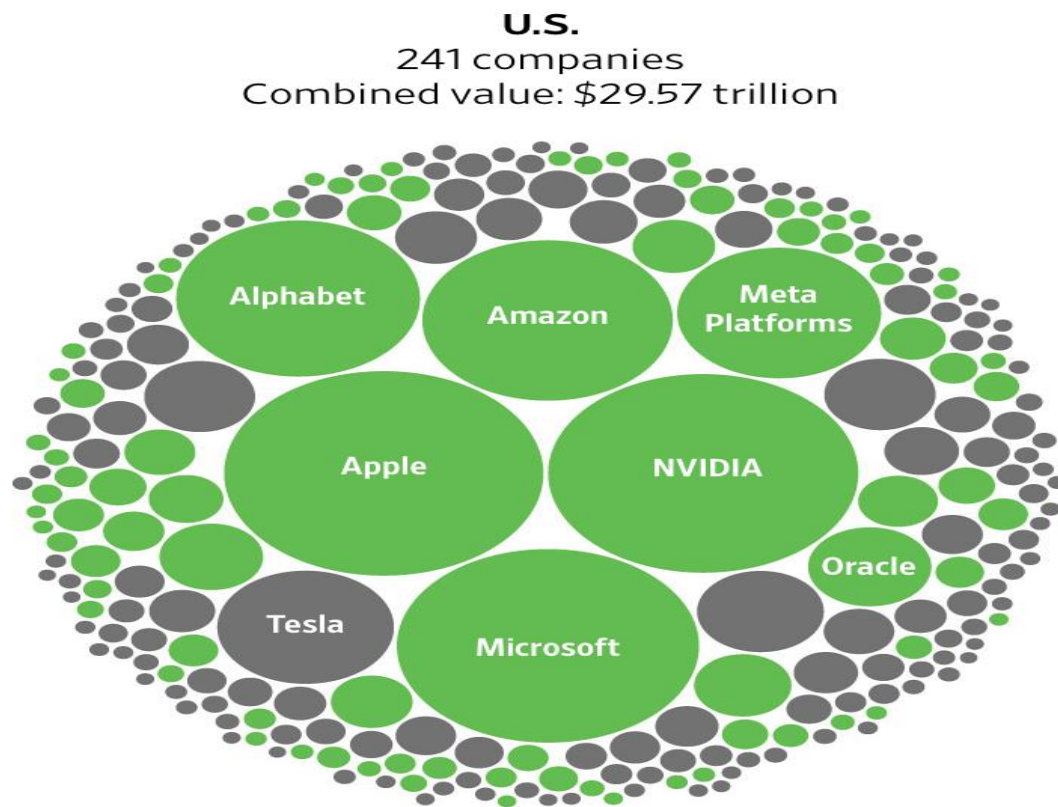 U.S.
241 companies
Combined value: $29.57 trillion
Alphabet
Amazon
Meta
Platforms
Apple
NVIDIA
Oracle
Tesla
Microsoft